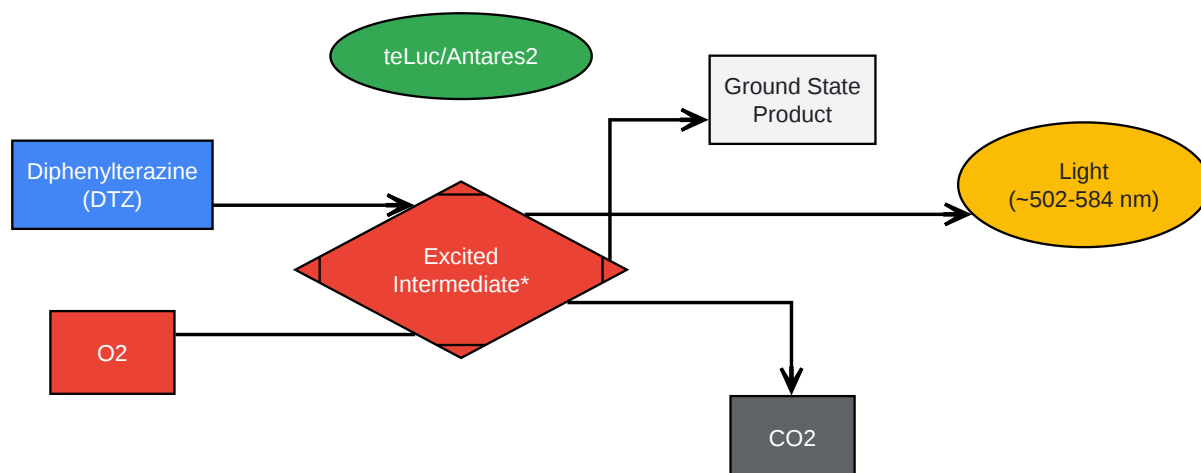 teLuc/Antares2
Ground State
Product
Diphenylterazine
(DTZ)
Light
(~502-584 nm)
Excited
Intermediate*
O2
CO2